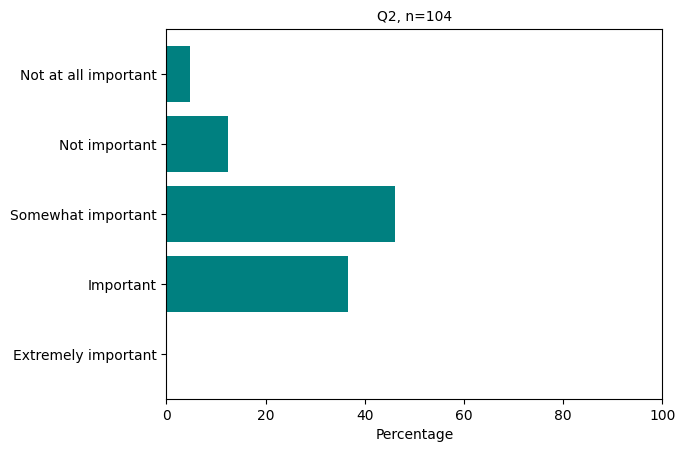 Q2, n=104
Not at all important
Not important
Somewhat important
Important
Extremely important
0 20 40 60 80 100
Percentage